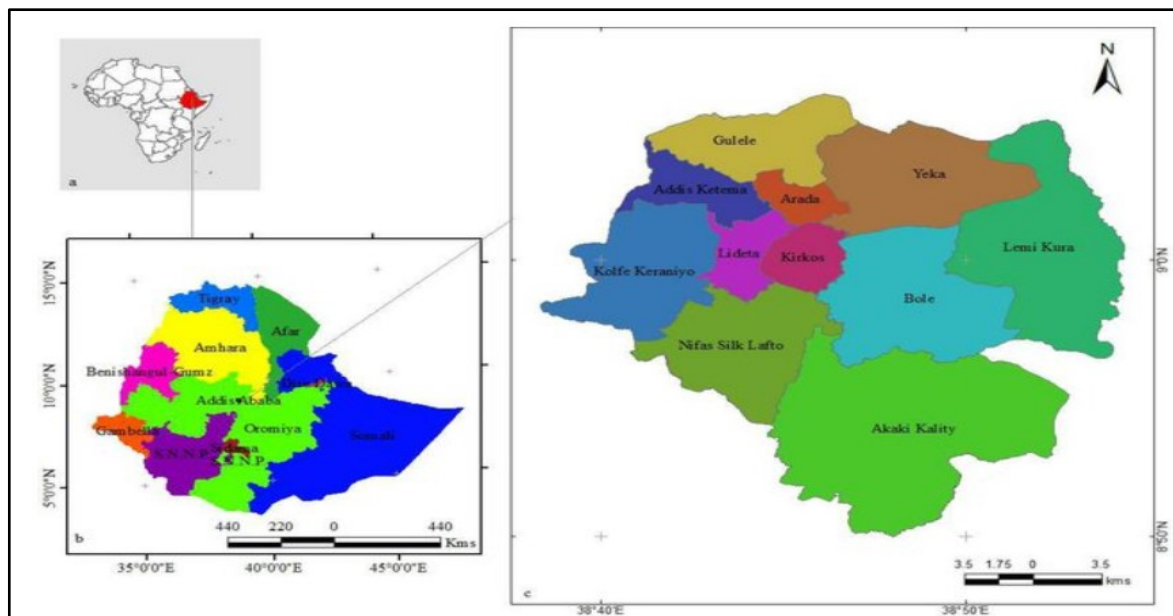 a
15°0'0"N
10°0'0"N
5°0'0"N
Tigray
Afar
Amhara
Benishangul-Gumz
Addis Ababa
Oromiya
Gambella
Somali
S.N.N.P
S.N.N.P.
440 220 0 440
Kms
b
35°0'0"E 40°0'0"E 45°0'0"E
N
Gulele
Yeka
Addis Ketema
Arada
Lemi Kura
Lideta
Kirkos
Kolfe Keraniyo
Bole
Nifas Silk Lafto
Akaki Kality
9°0'N
8°50'N
3.5 1.75 0 3.5
kms
c
38°40'E 38°50'E